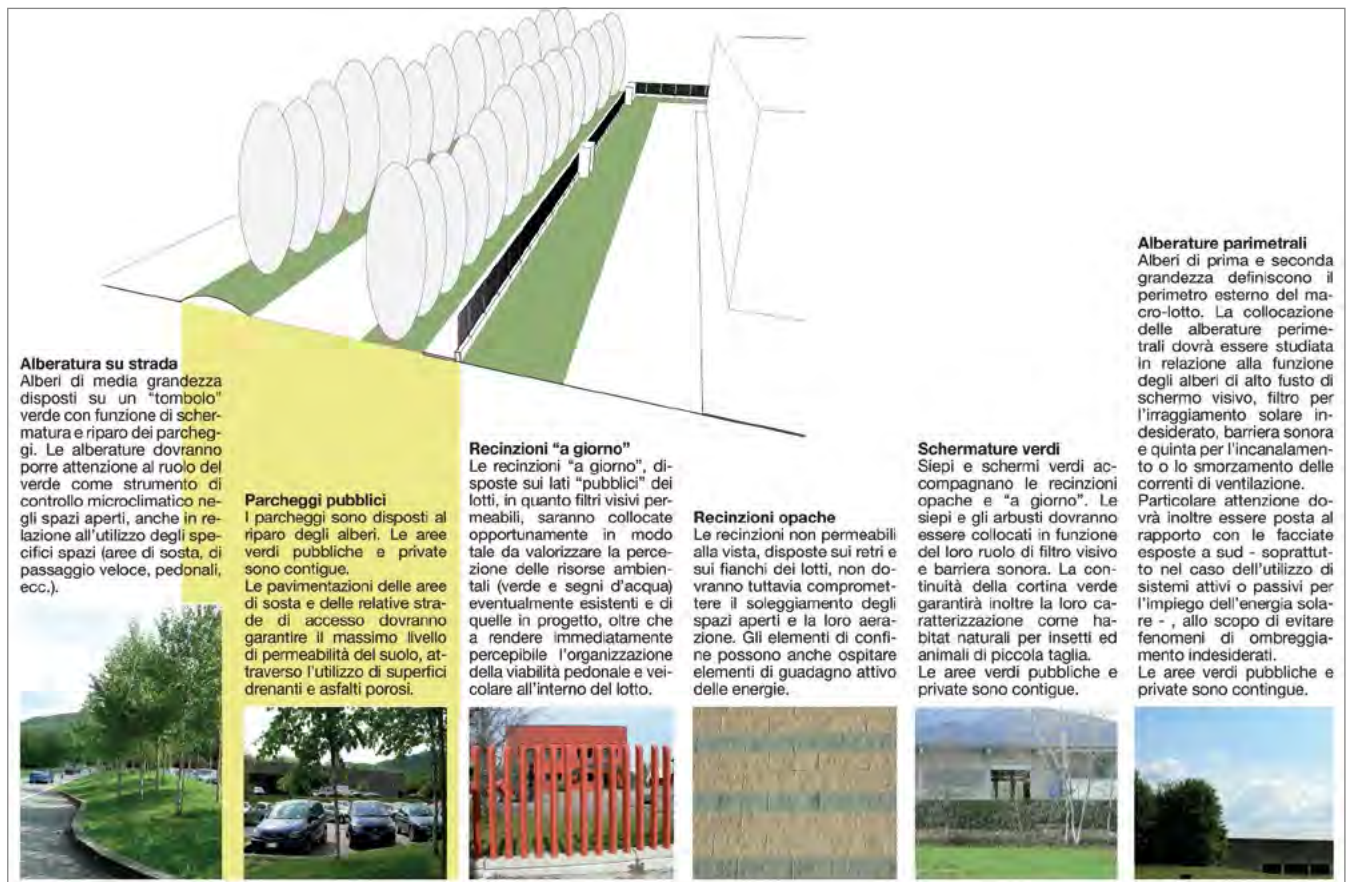 Alberatura su strada
Alberi di media grandezza
disposti su un "tombolo"
verde con funzione di scher-
matura e riparo dei parcheg-
gi. Le alberature dovranno
porre attenzione al ruolo del
verde come strumento di
controllo microclimatico ne-
gli spazi aperti, anche in re-
lazione all'utilizzo degli spe-
cifici spazi (aree di sosta, di
passaggio veloce, pedonali,
ecc.).
Parcheggi pubblici
I parcheggi sono disposti al
riparo degli alberi. Le aree
verdi pubbliche e private
sono contigue.
Le pavimentazioni delle aree
di sosta e delle relative stra-
de di accesso dovranno
garantire il massimo livello
di permeabilità del suolo, at-
traverso l'utilizzo di superfici
drenanti e asfalti porosi.
Recinzioni "a giorno"
Le recinzioni "a giorno", di-
sposte sui lati "pubblici" dei
lotti, in quanto filtri visivi per-
meabili, saranno collocate
opportunamente in modo
tale da valorizzare la perce-
zione delle risorse ambien-
tali (verde e segni d'acqua)
eventualmente esistenti e di
quelle in progetto, oltre che
a rendere immediatamente
percepibile l'organizzazione
della viabilità pedonale e vei-
colare all'interno del lotto.
Recinzioni opache
Le recinzioni non permeabili
alla vista, disposte sui retri e
sui fianchi dei lotti, non do-
vranno tuttavia compromet-
tere il soleggiamento degli
spazi aperti e la loro aera-
zione. Gli elementi di confi-
ne possono anche ospitare
elementi di guadagno attivo
delle energie.
Schermature verdi
Siepi e schermi verdi ac-
compagnano le recinzioni
opache e "a giorno". Le
siepi e gli arbusti dovranno
essere collocati in funzione
del loro ruolo di filtro visivo
e barriera sonora. La con-
tinuità della cortina verde
garantirà inoltre la loro ca-
ratterizzazione come ha-
bitat naturali per insetti ed
animali di piccola taglia.
Le aree verdi pubbliche e
private sono contigue.
Alberature parimetrali
Alberi di prima e seconda
grandezza definiscono il
perimetro esterno del ma-
cro-lotto. La collocazione
delle alberature perime-
trali dovrà essere studiata
in relazione alla funzione
degli alberi di alto fusto di
schermo visivo, filtro per
l'irraggiamento solare in-
desiderato, barriera sonora
e quinta per l'incanalamen-
to o lo smorzamento delle
correnti di ventilazione.
Particolare attenzione do-
vrà inoltre essere posta al
rapporto con le facciate
esposte a sud - soprattut-
to nel caso dell'utilizzo di
sistemi attivi o passivi per
l'impiego dell'energia sola-
re - , allo scopo di evitare
fenomeni di ombreggia-
mento indesiderati.
Le aree verdi pubbliche e
private sono contingue.